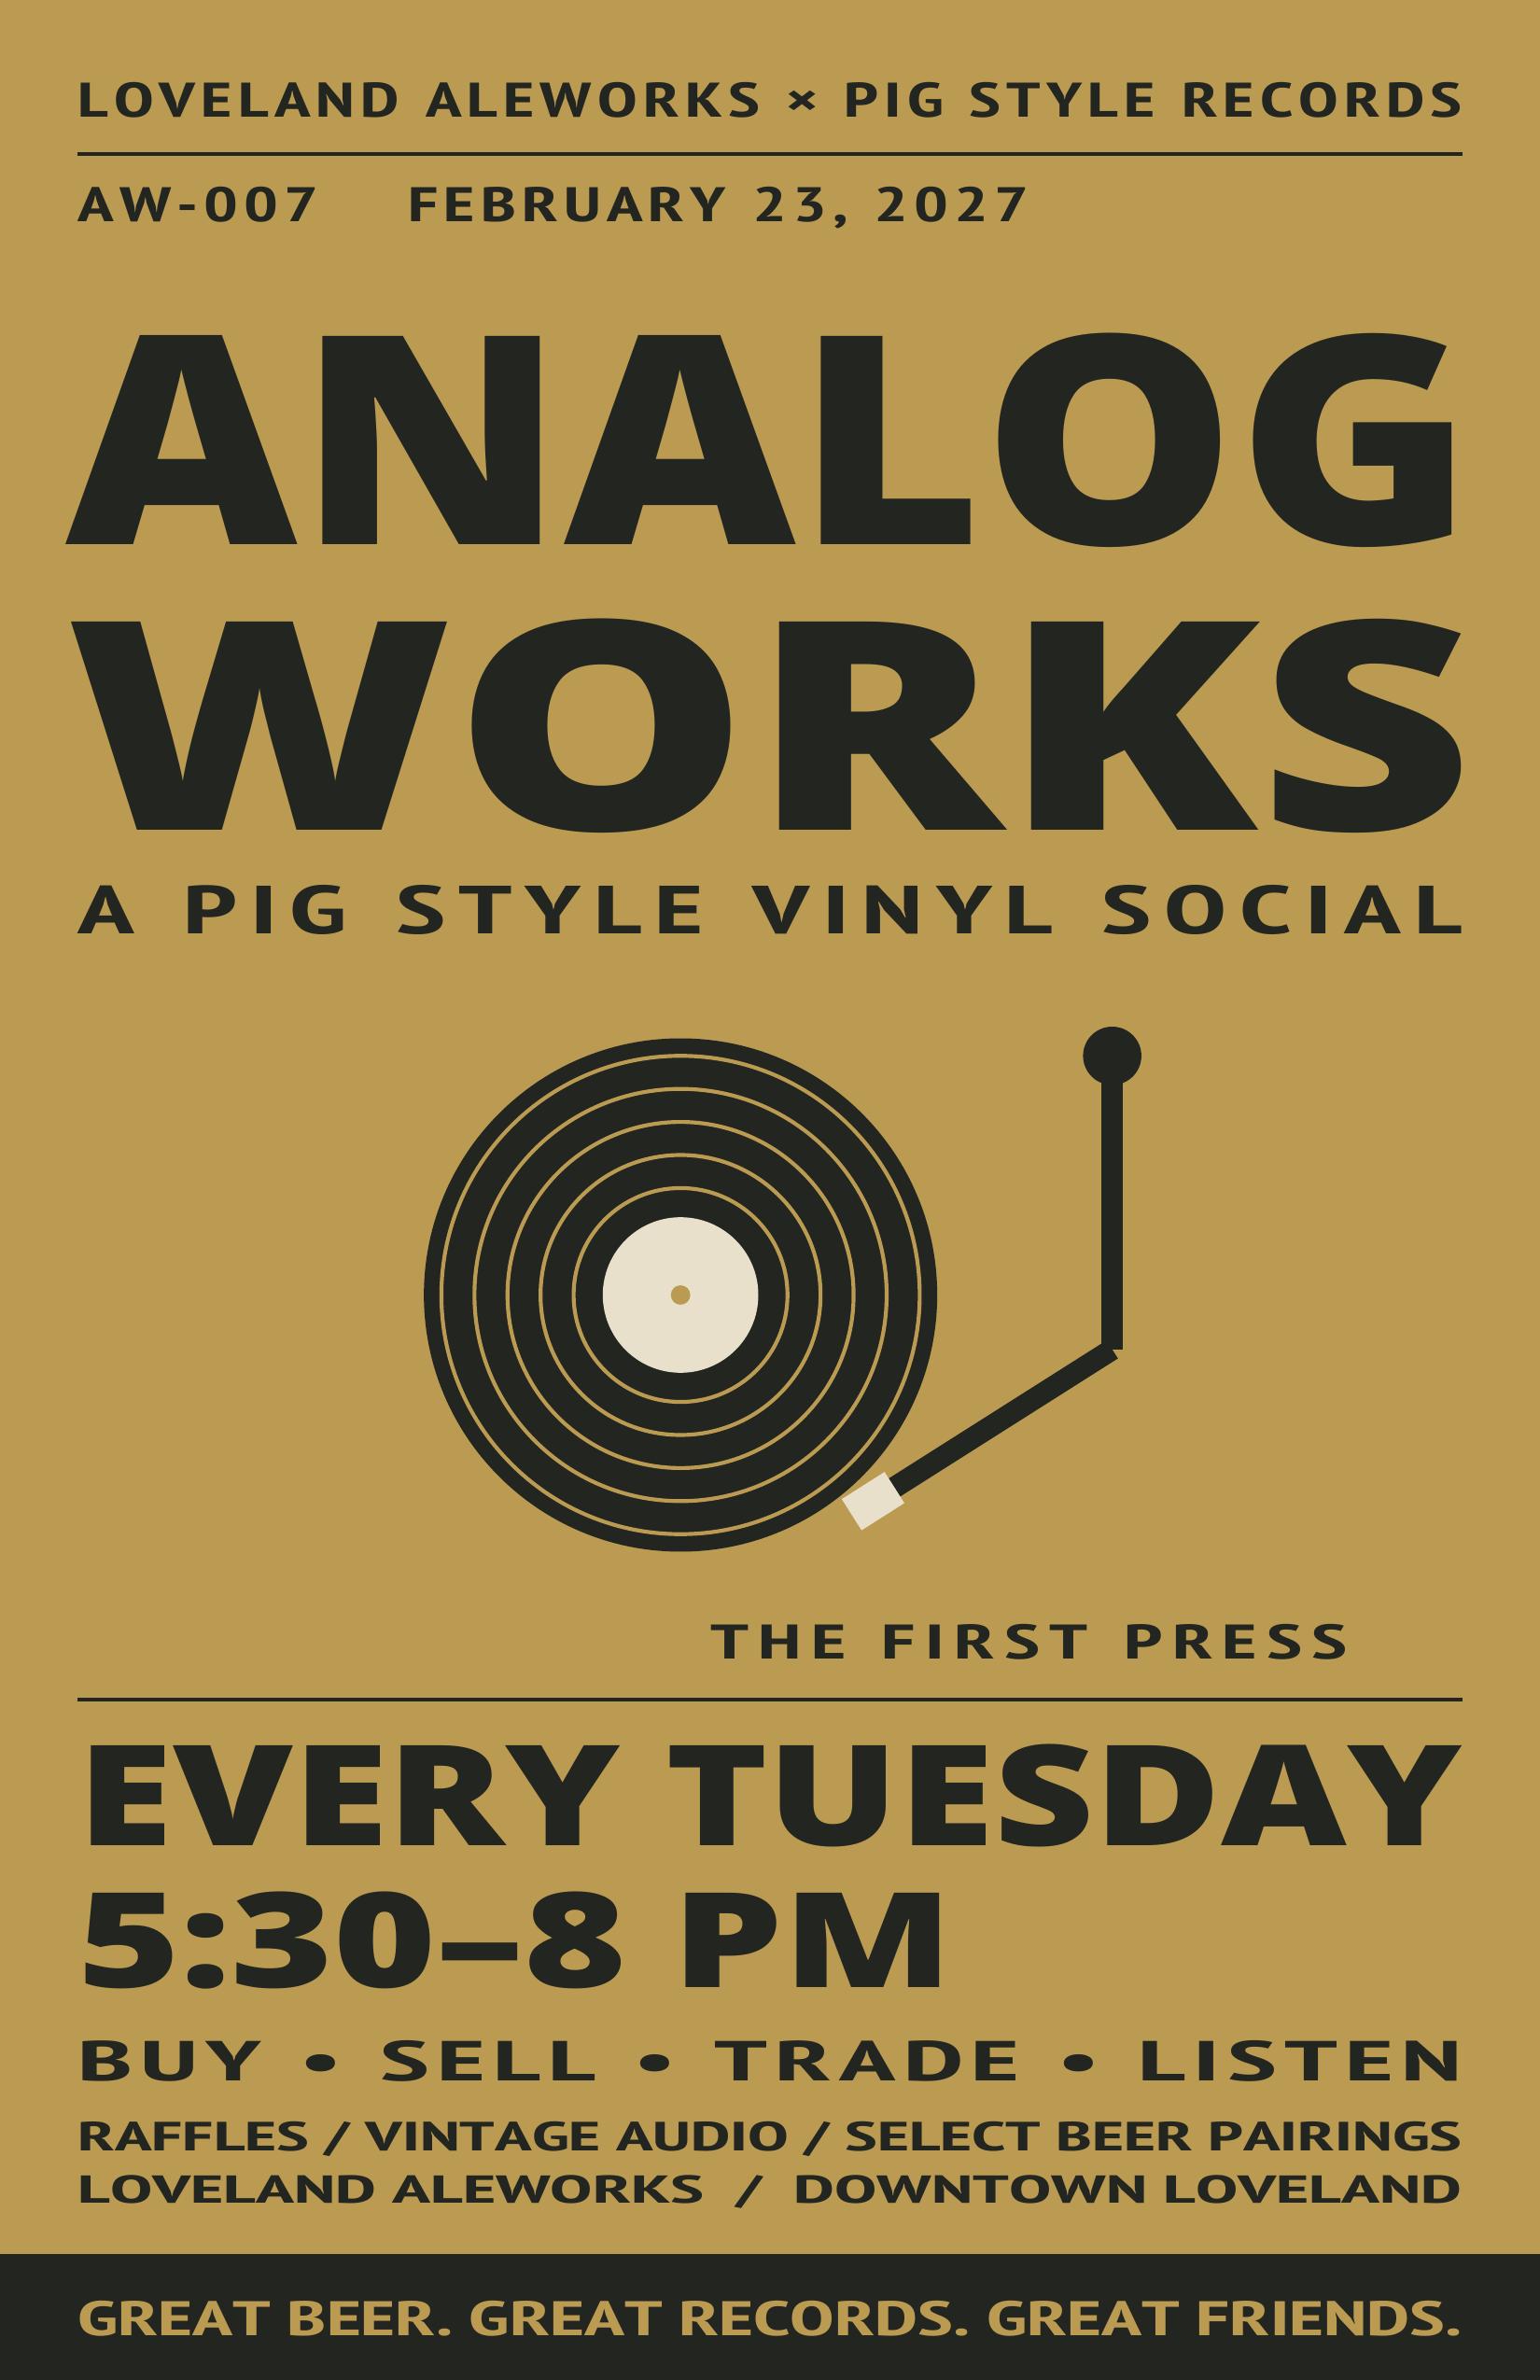 LOVELAND ALEWORKS × PIG STYLE RECORDS
AW-007 FEBRUARY 23, 2027
ANALOG
WORKS
A PIG STYLE VINYL SOCIAL
THE FIRST PRESS
EVERY TUESDAY
5:30–8 PM
BUY • SELL • TRADE • LISTEN
RAFFLES / VINTAGE AUDIO / SELECT BEER PAIRINGS
LOVELAND ALEWORKS / DOWNTOWN LOVELAND
GREAT BEER. GREAT RECORDS. GREAT FRIENDS.